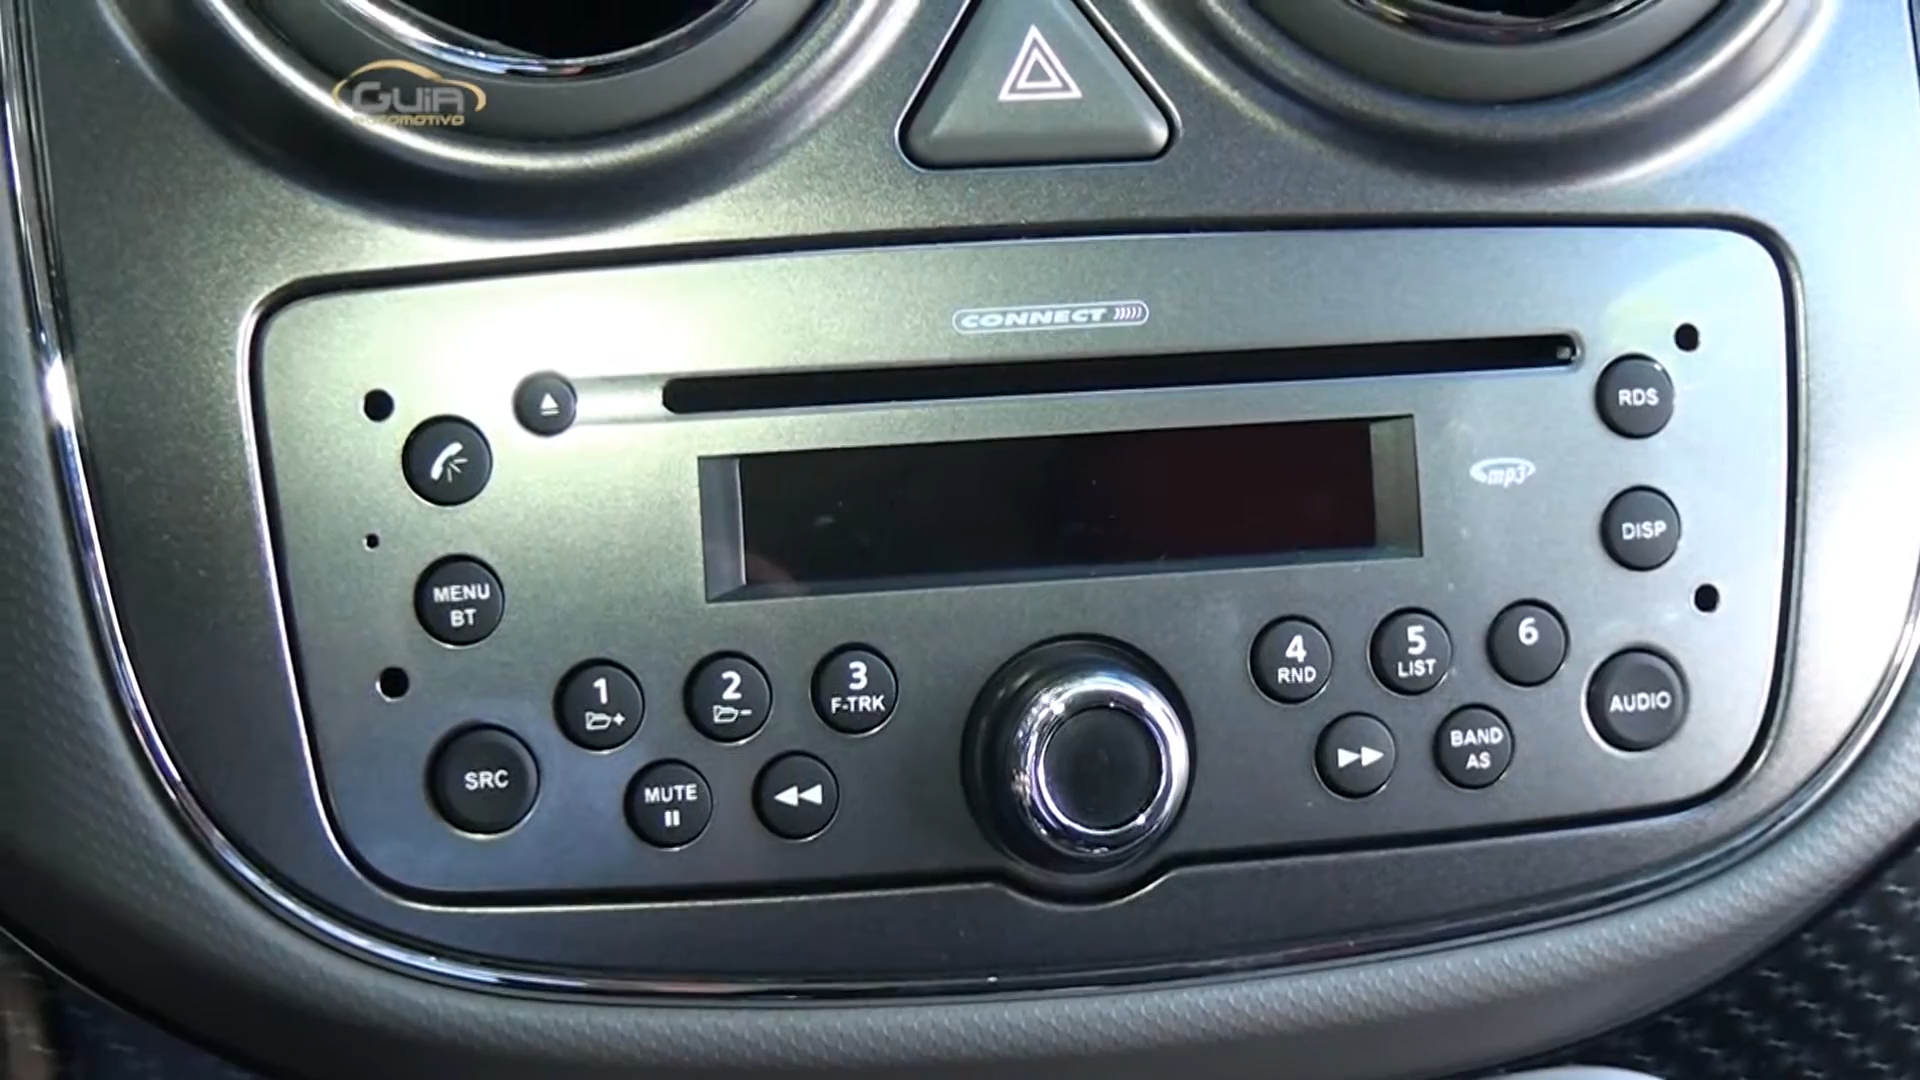 GUIA
AUTOMOTIVO
CONNECT
RDS
mp3
DISP
MENU
BT
1
2
3
F-TRK
4
RND
5
LIST
6
AUDIO
SRC
MUTE
BAND
AS